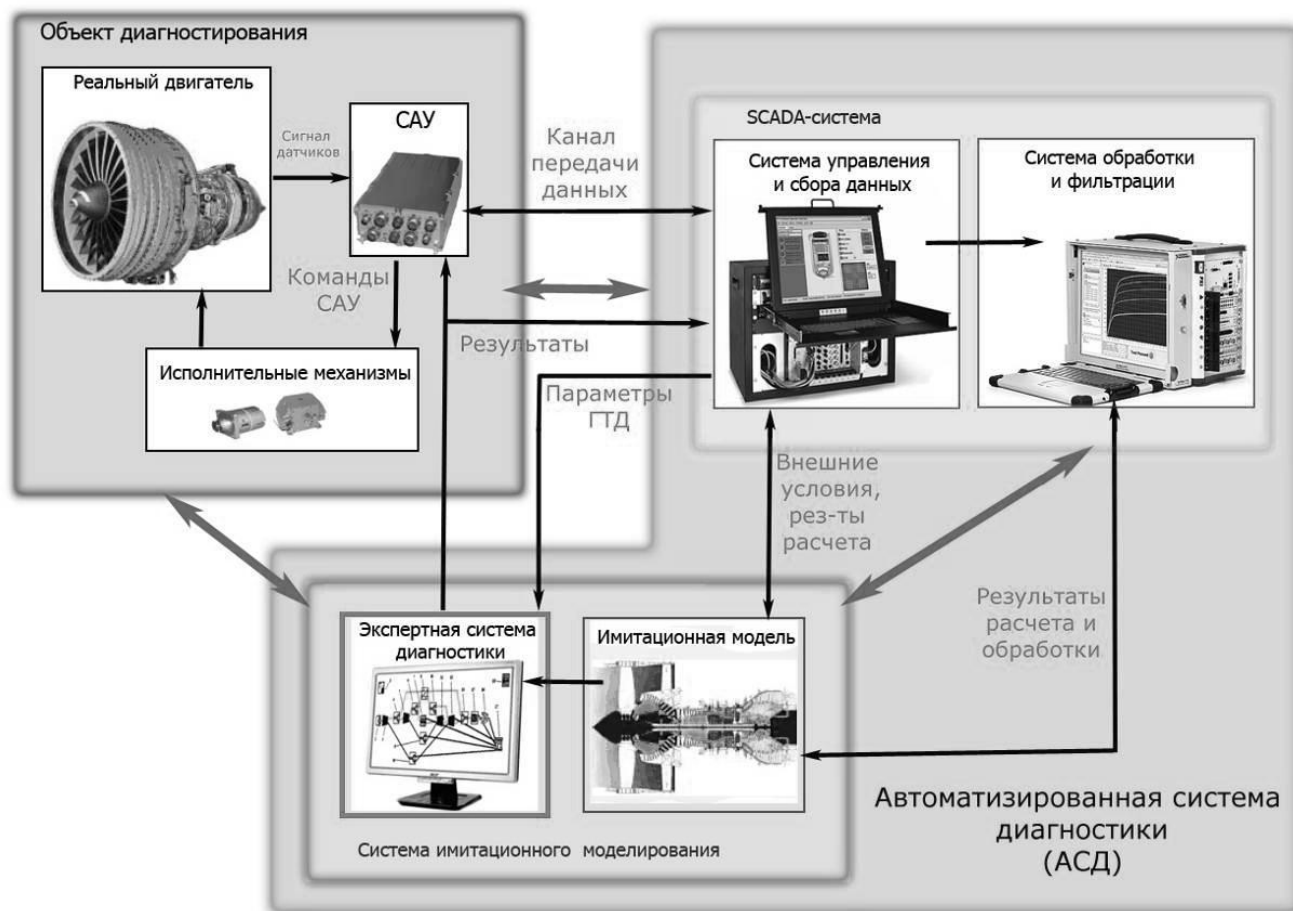 Объект диагностирования
Реальный двигатель
Сигнал
датчиков
САУ
Канал
передачи
данных
SCADA-система
Система управления
и сбора данных
Система обработки
и фильтрации
Команды
САУ
Результаты
Исполнительные механизмы
Параметры
ГТД
Внешние
условия,
рез-ты
расчета
Результаты
расчета и
обработки
Экспертная система
диагностики
Имитационная модель
Система имитационного моделирования
Автоматизированная система
диагностики
(АСД)